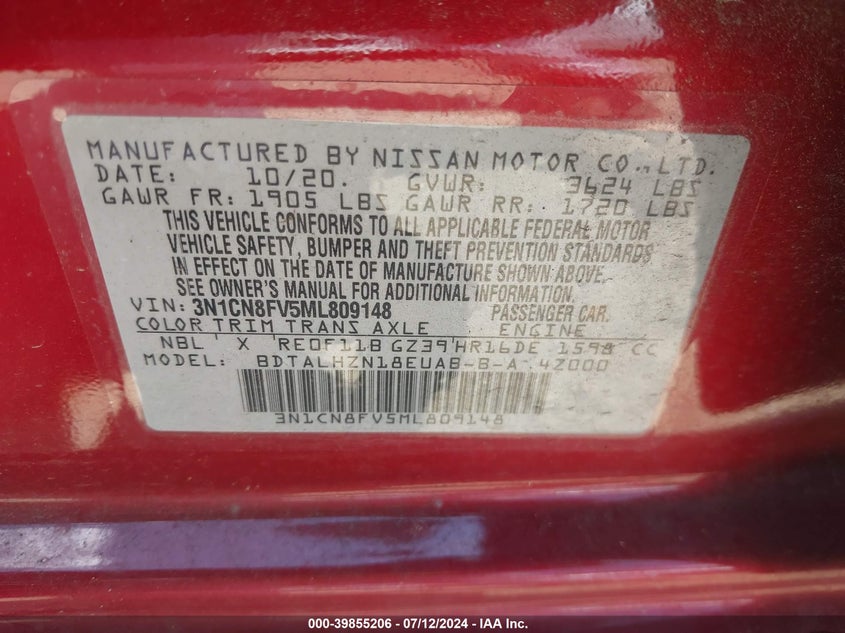 MANUFACTURED BY NISSAN MOTOR CO., LTD.
DATE: 10/20. GVWR: 3624 LBS
GAWR FR: 1905 LBS GAWR RR: 1720 LBS
THIS VEHICLE CONFORMS TO ALL APPLICABLE FEDERAL MOTOR
VEHICLE SAFETY, BUMPER AND THEFT PREVENTION STANDARDS
IN EFFECT ON THE DATE OF MANUFACTURE SHOWN ABOVE.
SEE OWNER'S MANUAL FOR ADDITIONAL INFORMATION.
VIN: 3N1CN8FV5ML809148 PASSENGER CAR.
COLOR TRIM TRANS AXLE ENGINE
NBL X RE0F11B GZ39 HR16DE 1598 CC
MODEL: BDTALHZN18EUAB-B-A 4Z000
3N1CN8FV5ML809148
000-39855206 - 07/12/2024 - IAA Inc.